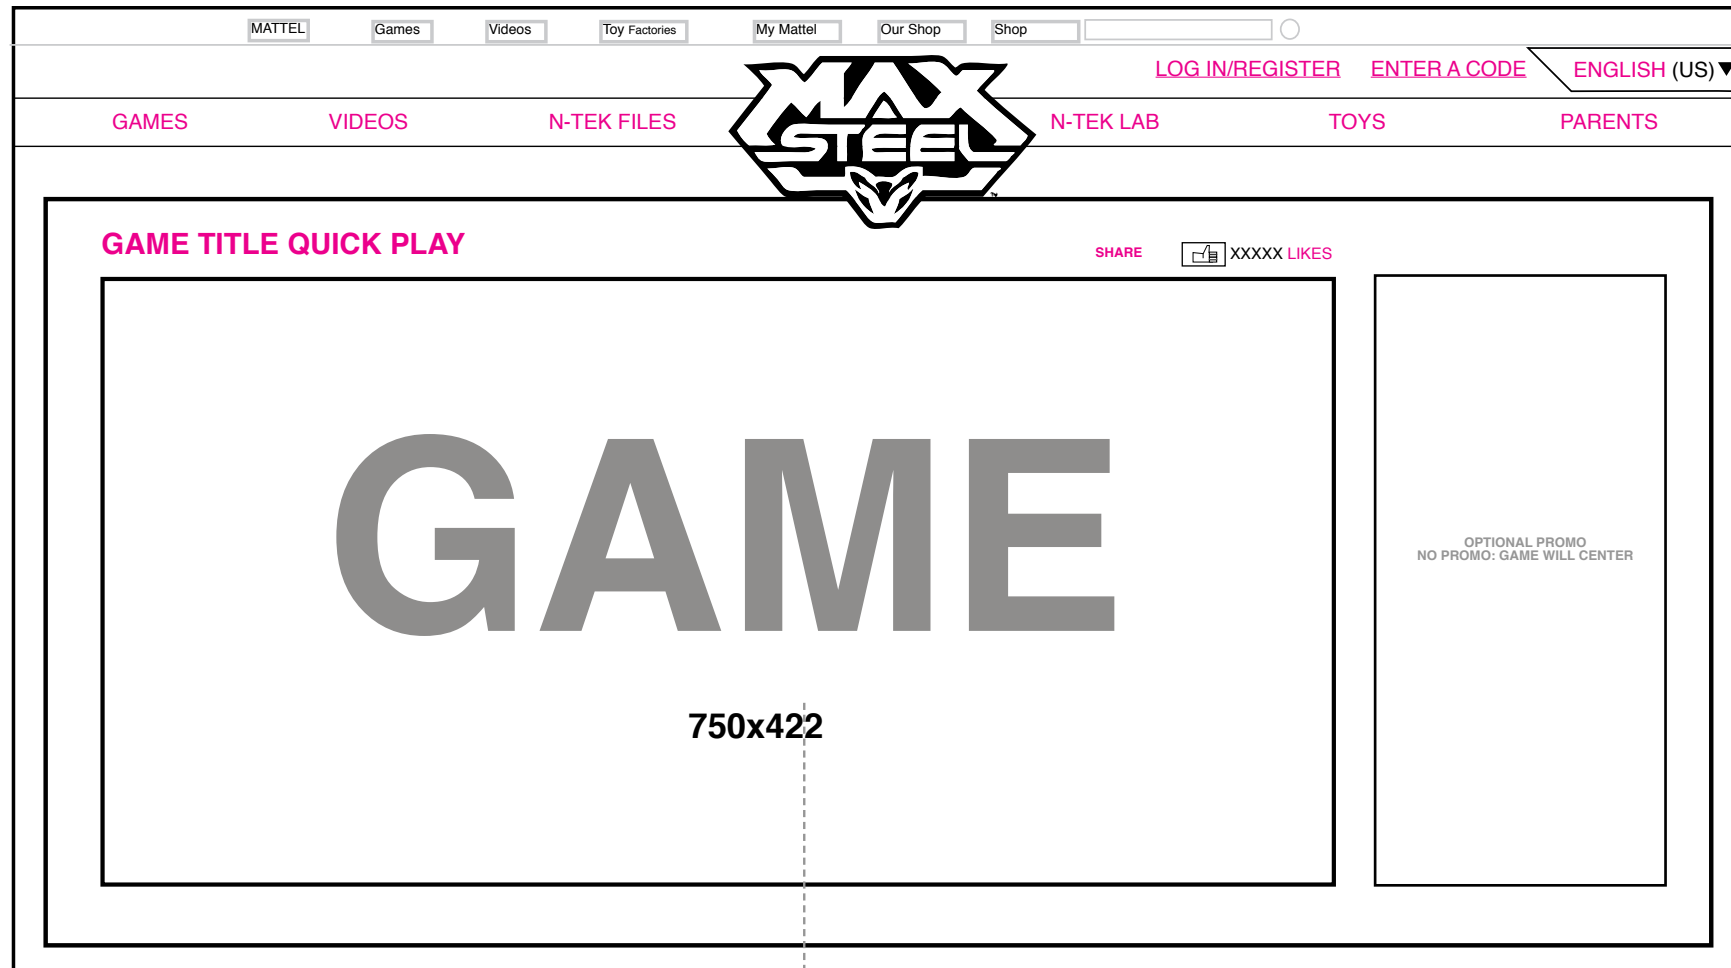 MATTEL Games Videos Toy Factories My Mattel Our Shop Shop
LOG IN/REGISTER ENTER A CODE ENGLISH (US)
MAX
STEEL
GAMES VIDEOS N-TEK FILES N-TEK LAB TOYS PARENTS
GAME TITLE QUICK PLAY
SHARE XXXXX LIKES
GAME
750x422
OPTIONAL PROMO
NO PROMO: GAME WILL CENTER